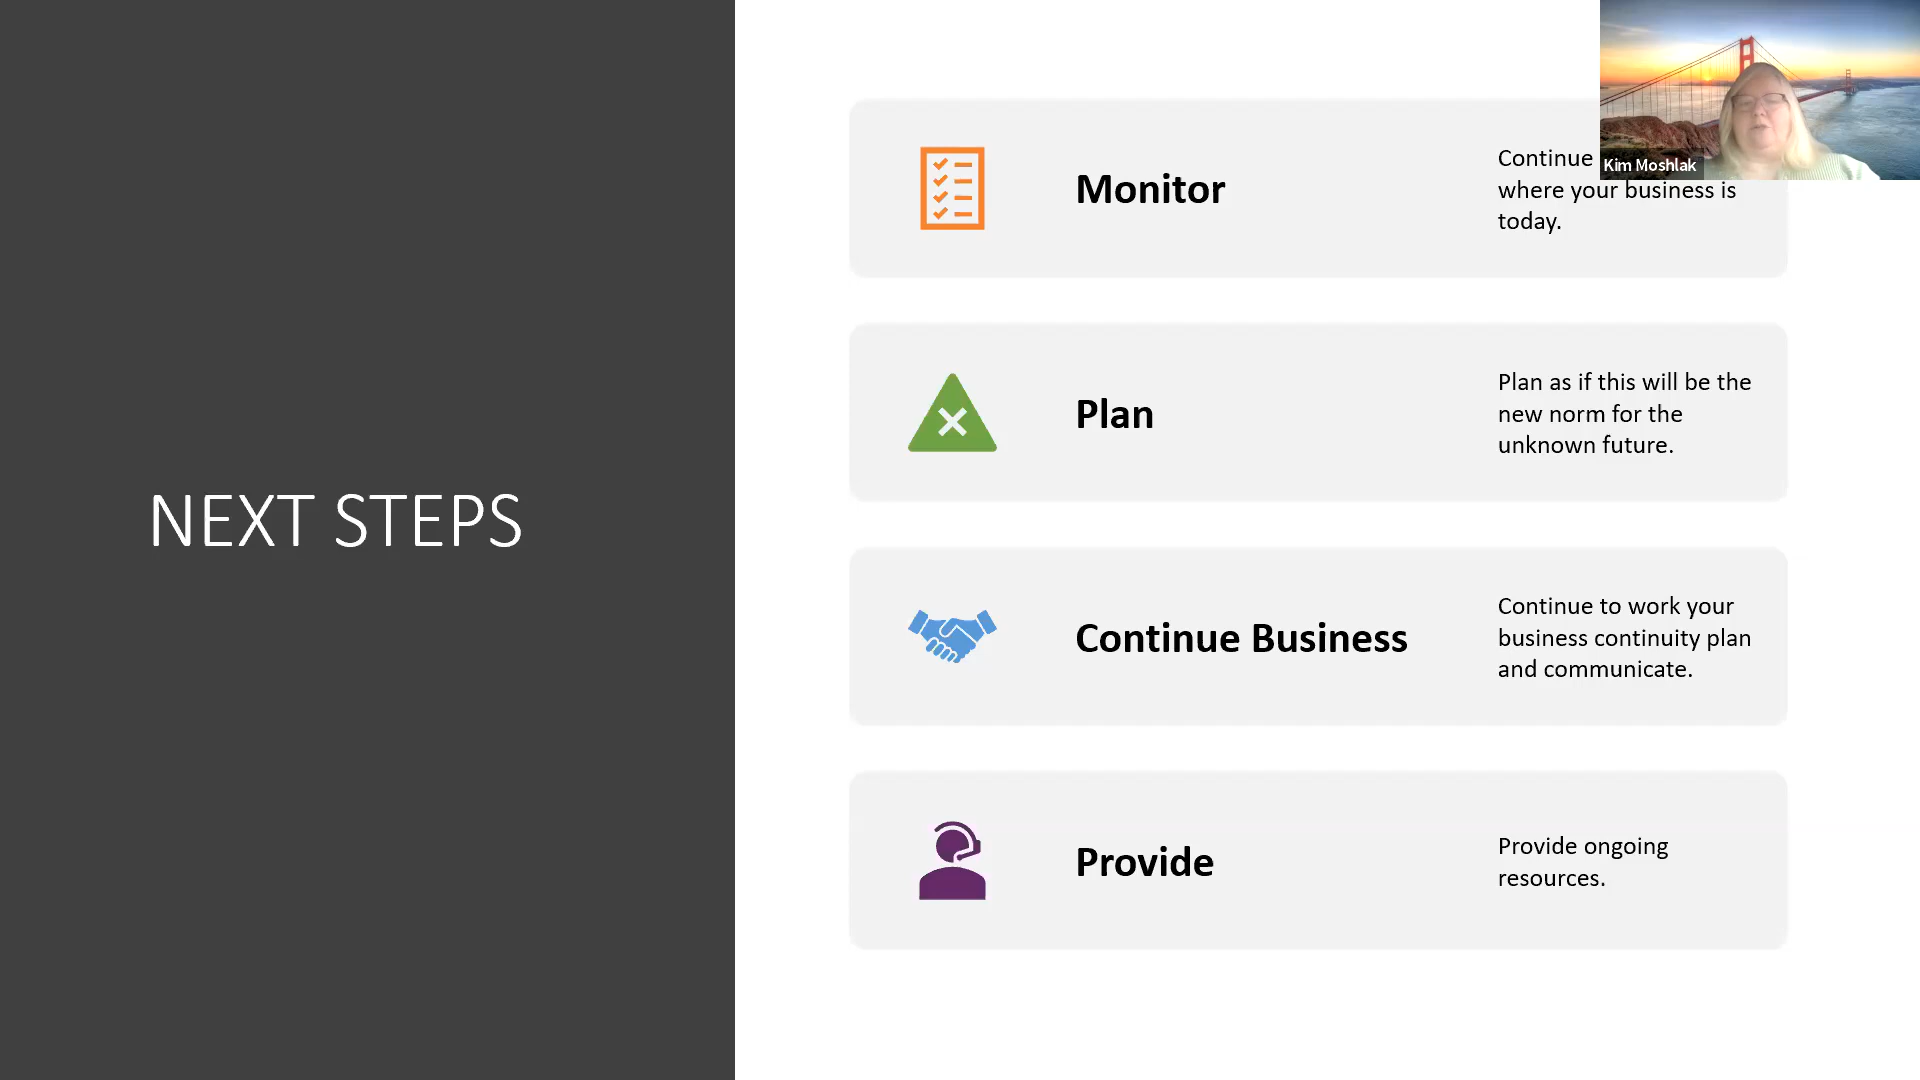 NEXT STEPS
Monitor
Continue
where your business is
today.
Plan
Plan as if this will be the
new norm for the
unknown future.
Continue Business
Continue to work your
business continuity plan
and communicate.
Provide
Provide ongoing
resources.
Kim Moshlak